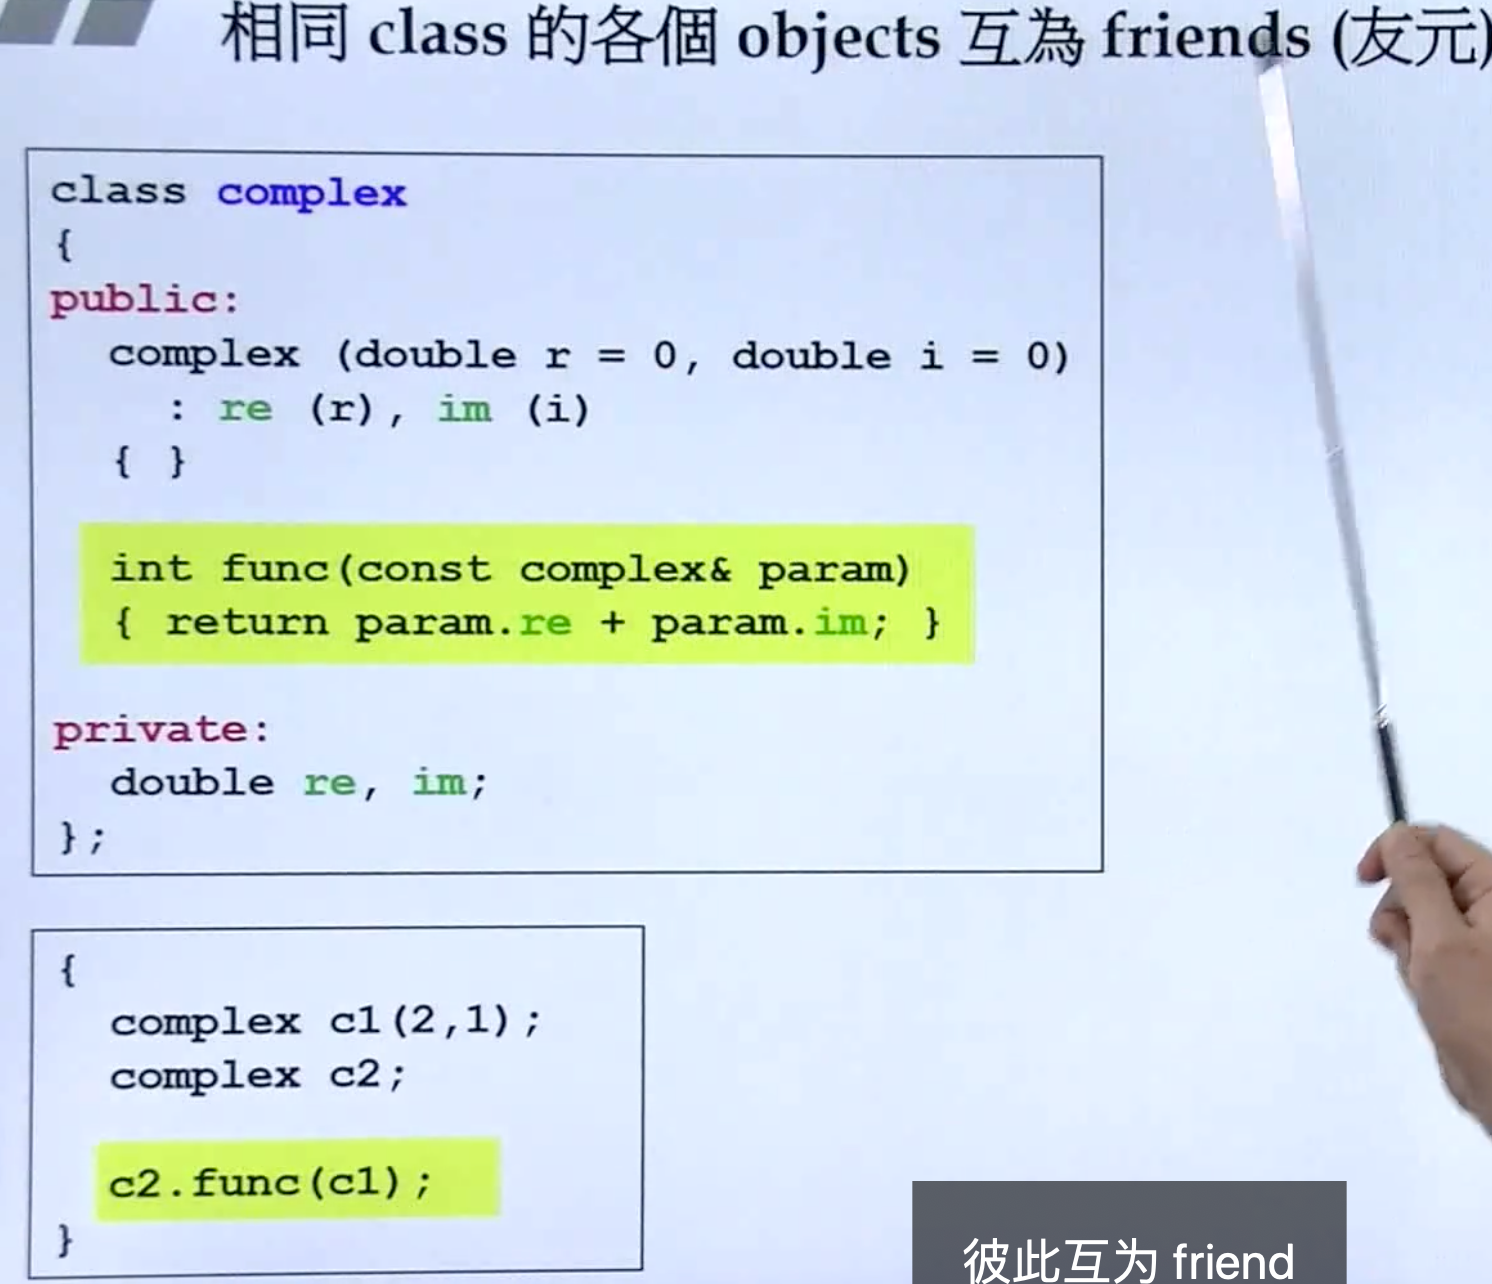 相同 class 的各個 objects 互為 friends (友元)
class complex
{
public:
complex (double r = 0, double i = 0)
: re (r), im (i)
{ }
int func(const complex& param)
{ return param.re + param.im; }
private:
double re, im;
};
{
complex c1(2,1);
complex c2;
c2.func(c1);
}
彼此互为 friend